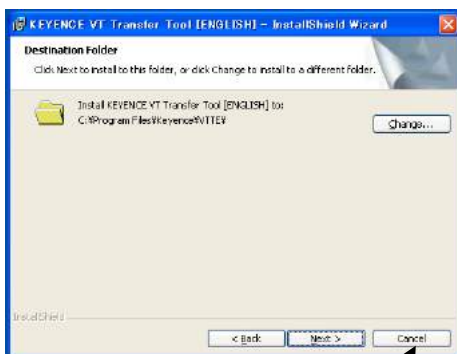 KEYENCE VT Transfer Tool [ENGLISH] - InstallShield Wizard
Destination Folder
Click Next to install to this folder, or click Change to install to a different folder.
Install KEYENCE VT Transfer Tool [ENGLISH] to:
C:¥Program Files¥Keyence¥VTTE¥
Change...
InstallShield
< Back
Next >
Cancel